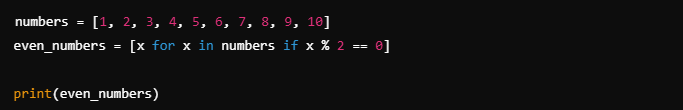 numbers = [1, 2, 3, 4, 5, 6, 7, 8, 9, 10]
even_numbers = [x for x in numbers if x % 2 == 0]
print(even_numbers)